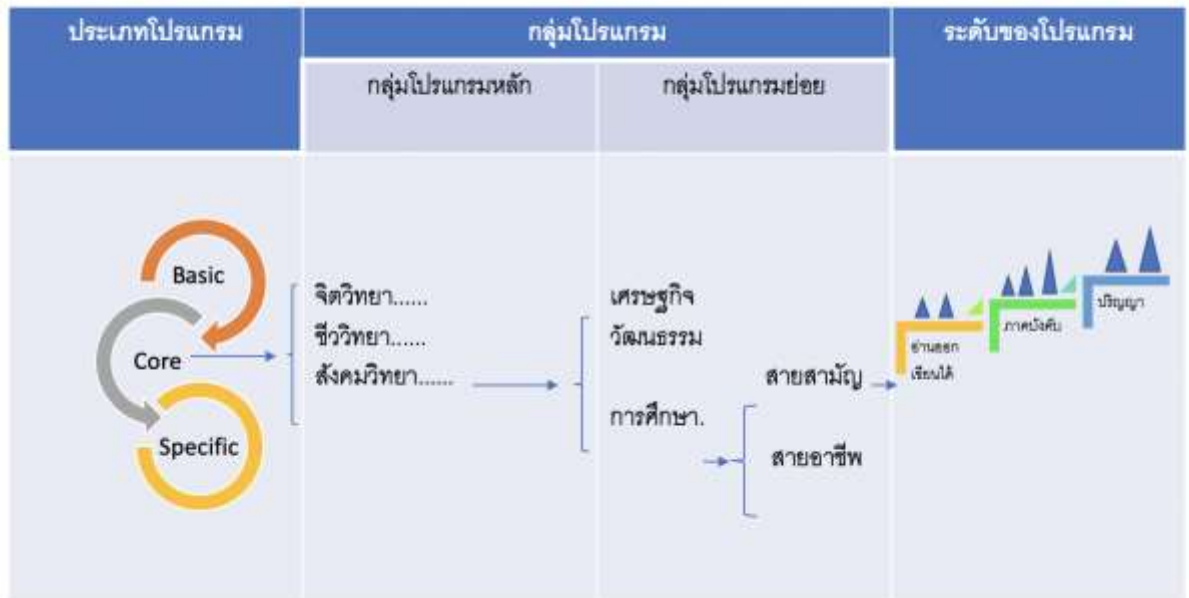 ประเภทโปรแกรม
กลุ่มโปรแกรม
ระดับของโปรแกรม
กลุ่มโปรแกรมหลัก
กลุ่มโปรแกรมย่อย
Basic
Core
Specific
จิตวิทยา......
ชีววิทยา......
สังคมวิทยา......
เศรษฐกิจ
วัฒนธรรม
การศึกษา.
สายสามัญ
สายอาชีพ
อ่านออก
เขียนได้
ภาคบังคับ
ปริญญา